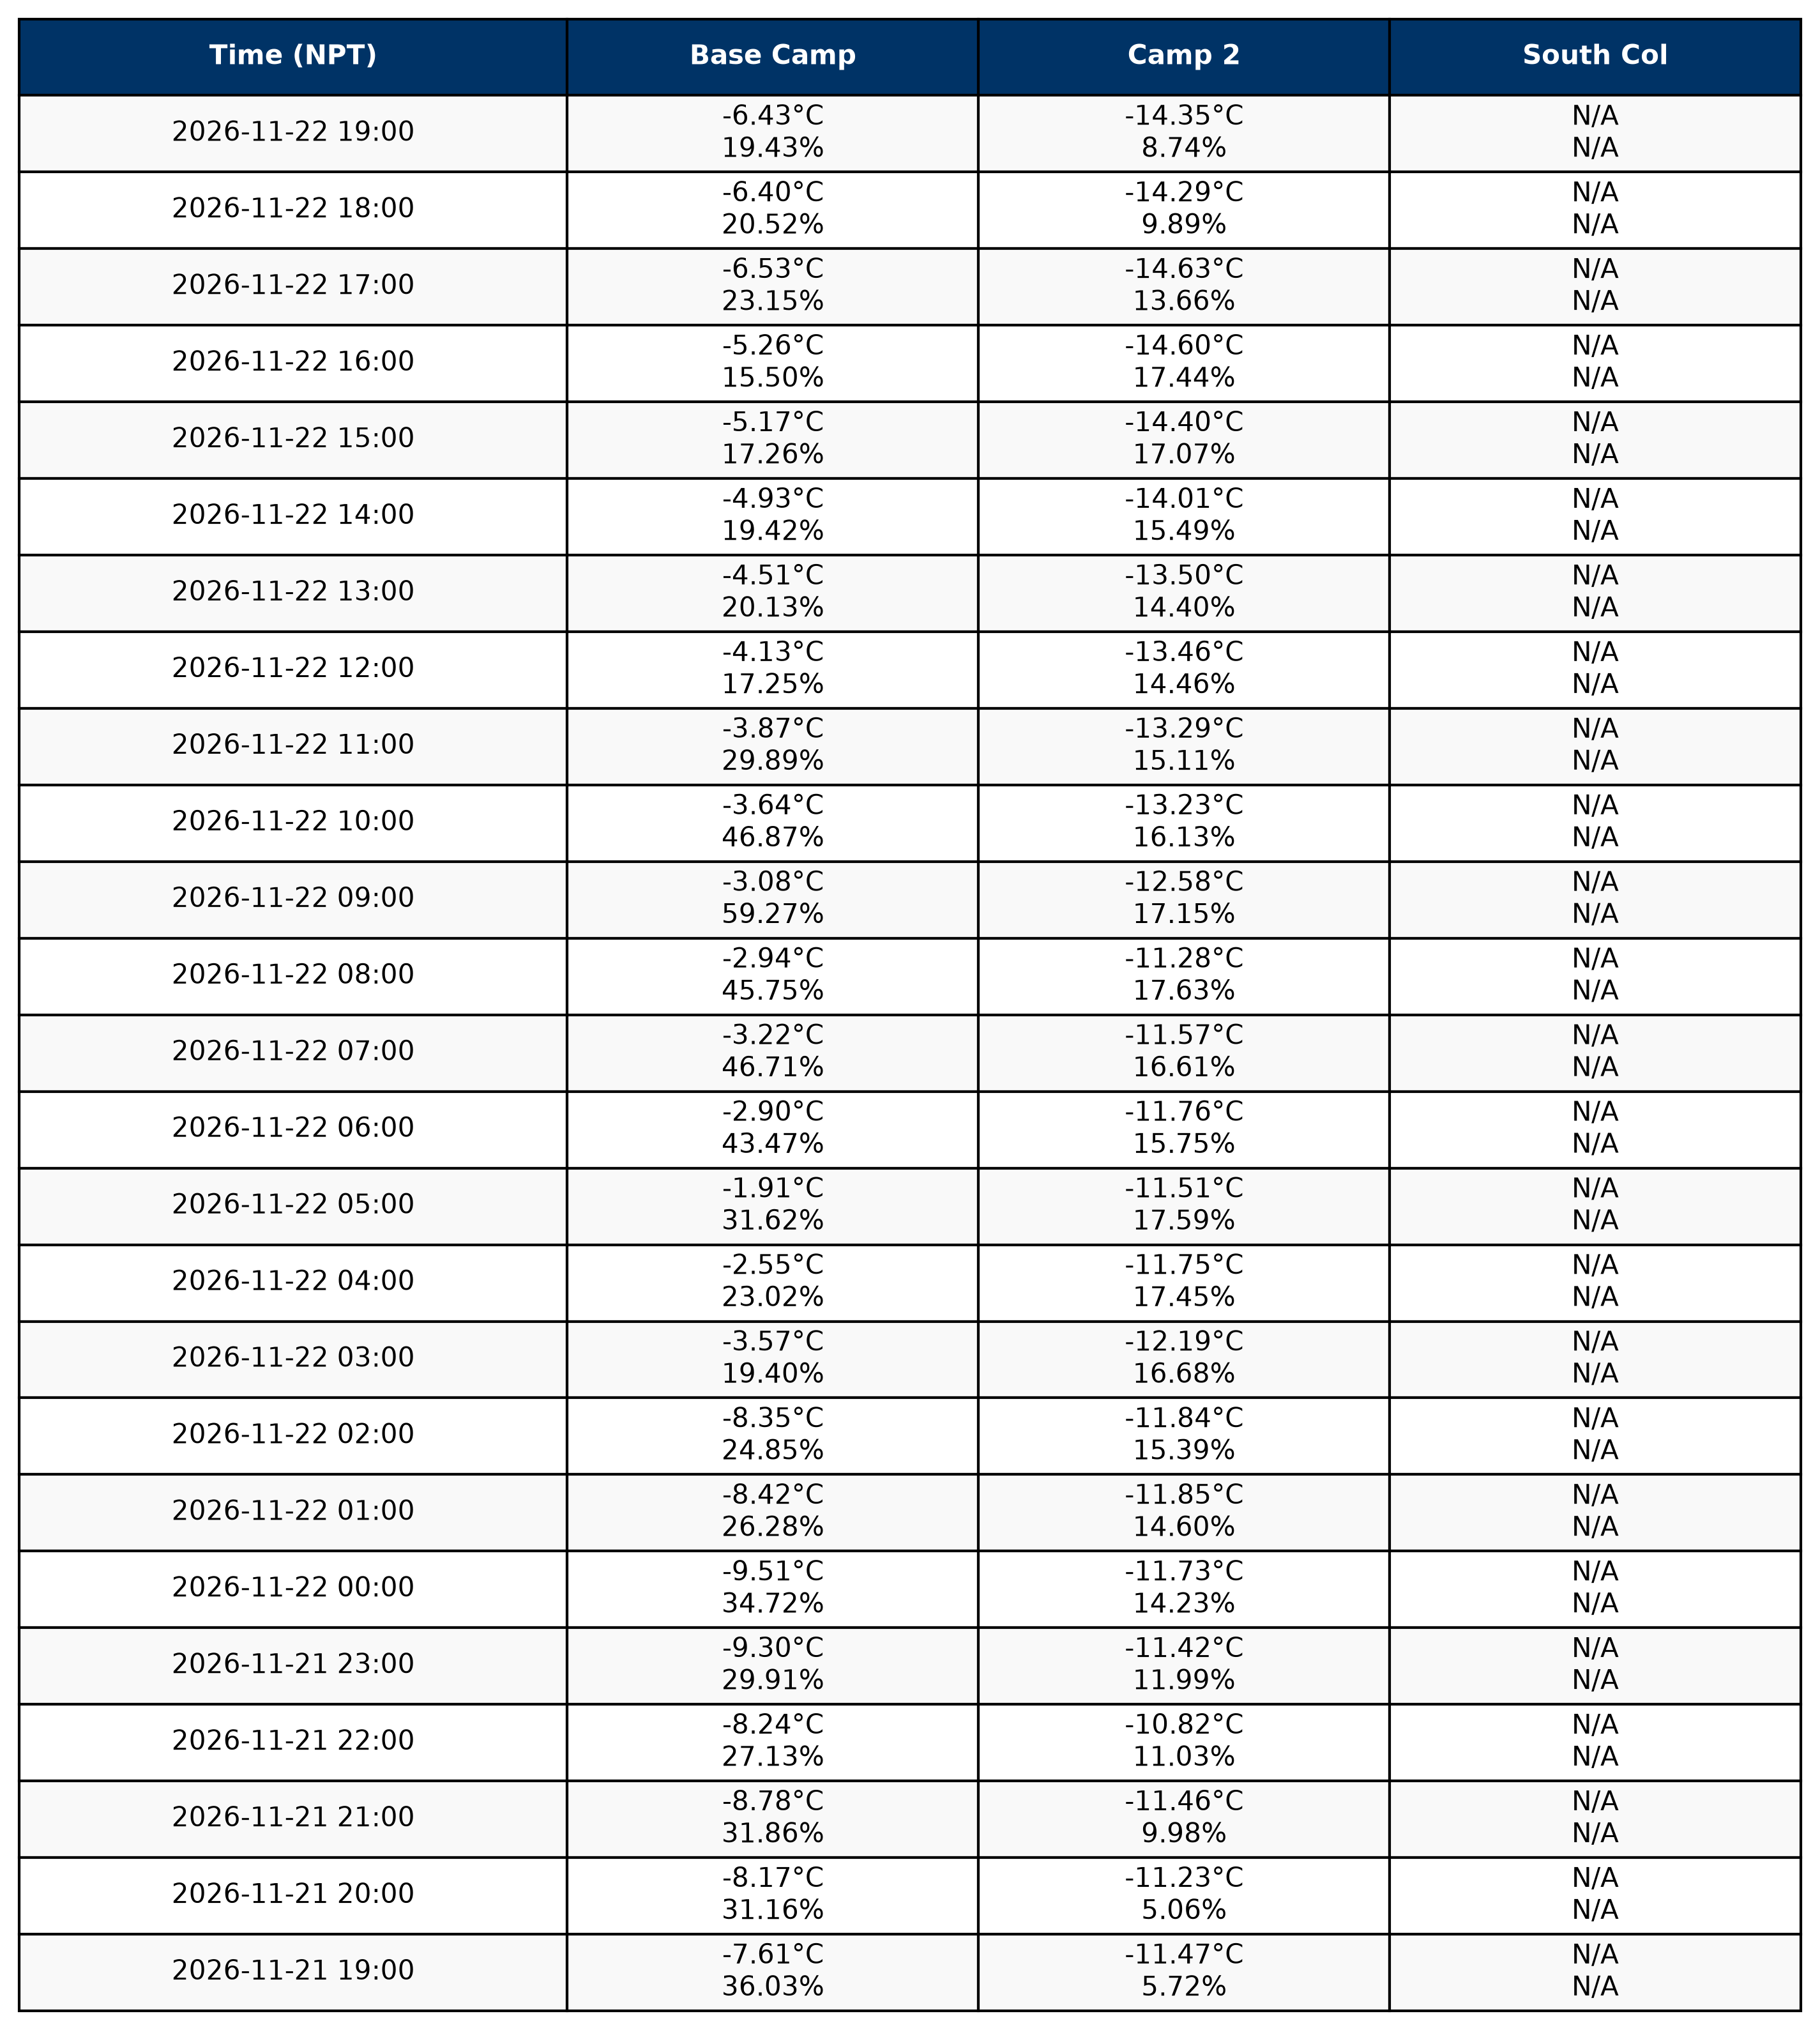 Time (NPT) Base Camp Camp 2 South Col
2026-11-22 19:00 -6.43°C 19.43% -14.35°C 8.74% N/A N/A
2026-11-22 18:00 -6.40°C 20.52% -14.29°C 9.89% N/A N/A
2026-11-22 17:00 -6.53°C 23.15% -14.63°C 13.66% N/A N/A
2026-11-22 16:00 -5.26°C 15.50% -14.60°C 17.44% N/A N/A
2026-11-22 15:00 -5.17°C 17.26% -14.40°C 17.07% N/A N/A
2026-11-22 14:00 -4.93°C 19.42% -14.01°C 15.49% N/A N/A
2026-11-22 13:00 -4.51°C 20.13% -13.50°C 14.40% N/A N/A
2026-11-22 12:00 -4.13°C 17.25% -13.46°C 14.46% N/A N/A
2026-11-22 11:00 -3.87°C 29.89% -13.29°C 15.11% N/A N/A
2026-11-22 10:00 -3.64°C 46.87% -13.23°C 16.13% N/A N/A
2026-11-22 09:00 -3.08°C 59.27% -12.58°C 17.15% N/A N/A
2026-11-22 08:00 -2.94°C 45.75% -11.28°C 17.63% N/A N/A
2026-11-22 07:00 -3.22°C 46.71% -11.57°C 16.61% N/A N/A
2026-11-22 06:00 -2.90°C 43.47% -11.76°C 15.75% N/A N/A
2026-11-22 05:00 -1.91°C 31.62% -11.51°C 17.59% N/A N/A
2026-11-22 04:00 -2.55°C 23.02% -11.75°C 17.45% N/A N/A
2026-11-22 03:00 -3.57°C 19.40% -12.19°C 16.68% N/A N/A
2026-11-22 02:00 -8.35°C 24.85% -11.84°C 15.39% N/A N/A
2026-11-22 01:00 -8.42°C 26.28% -11.85°C 14.60% N/A N/A
2026-11-22 00:00 -9.51°C 34.72% -11.73°C 14.23% N/A N/A
2026-11-21 23:00 -9.30°C 29.91% -11.42°C 11.99% N/A N/A
2026-11-21 22:00 -8.24°C 27.13% -10.82°C 11.03% N/A N/A
2026-11-21 21:00 -8.78°C 31.86% -11.46°C 9.98% N/A N/A
2026-11-21 20:00 -8.17°C 31.16% -11.23°C 5.06% N/A N/A
2026-11-21 19:00 -7.61°C 36.03% -11.47°C 5.72% N/A N/A